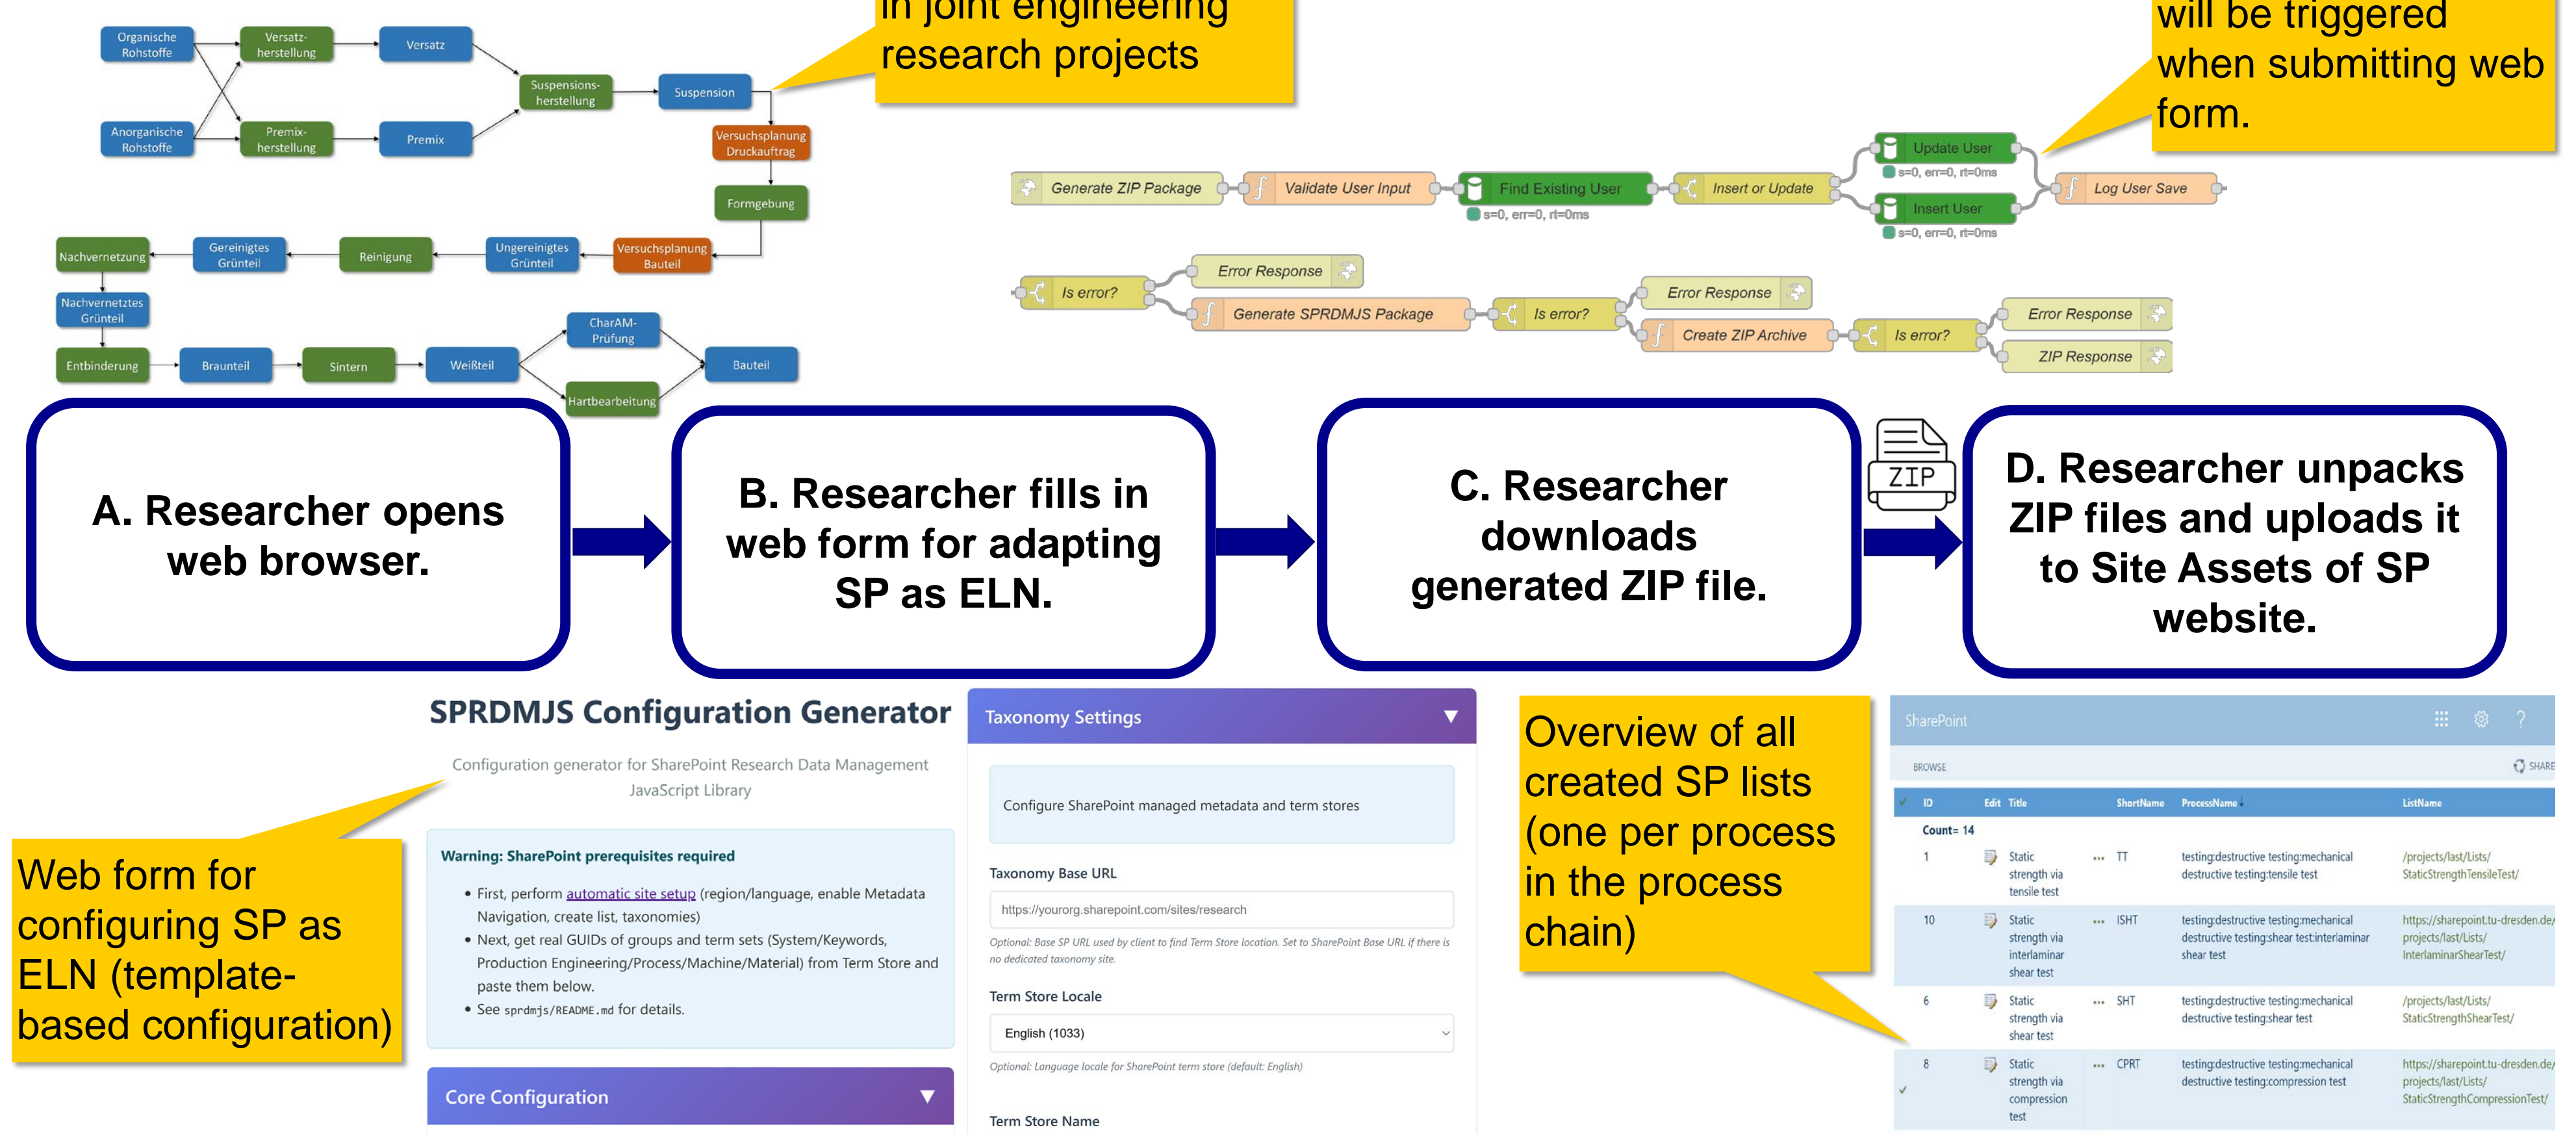 in joint engineering
research projects
will be triggered
when submitting web
form.
Organische
Rohstoffe
Versatz-
herstellung
Versatz
Suspensions-
herstellung
Suspension
Anorganische
Rohstoffe
Premix-
herstellung
Premix
Versuchsplanung
Druckauftrag
Formgebung
Nachvernetzung
Gereinigtes
Grünteil
Reinigung
Ungereinigtes
Grünteil
Versuchsplanung
Bauteil
Nachvernetztes
Grünteil
Entbinderung
Braunteil
Sintern
Weißteil
CharAM-
Prüfung
Hartbearbeitung
Bauteil
Generate ZIP Package
Validate User Input
Find Existing User
s=0, err=0, rt=0ms
Insert or Update
Update User
s=0, err=0, rt=0ms
Insert User
s=0, err=0, rt=0ms
Log User Save
Is error?
Error Response
Generate SPRDMJS Package
Is error?
Error Response
Create ZIP Archive
Is error?
Error Response
ZIP Response
A. Researcher opens
web browser.
B. Researcher fills in
web form for adapting
SP as ELN.
C. Researcher
downloads
generated ZIP file.
ZIP
D. Researcher unpacks
ZIP files and uploads it
to Site Assets of SP
website.
Web form for
configuring SP as
ELN (template-
based configuration)
SPRDMJS Configuration Generator
Configuration generator for SharePoint Research Data Management
JavaScript Library
Warning: SharePoint prerequisites required
• First, perform automatic site setup (region/language, enable Metadata
Navigation, create list, taxonomies)
• Next, get real GUIDs of groups and term sets (System/Keywords,
Production Engineering/Process/Machine/Material) from Term Store and
paste them below.
• See sprdmjs/README.md for details.
Core Configuration
Taxonomy Settings
Configure SharePoint managed metadata and term stores
Taxonomy Base URL
https://yourorg.sharepoint.com/sites/research
Optional: Base SP URL used by client to find Term Store location. Set to SharePoint Base URL if there is
no dedicated taxonomy site.
Term Store Locale
English (1033)
Optional: Language locale for SharePoint term store (default: English)
Term Store Name
Overview of all
created SP lists
(one per process
in the process
chain)
SharePoint
?
BROWSE
SHARE
ID Edit Title ShortName ProcessName ListName
Count= 14
1 Static ... TT testing:destructive testing:mechanical /projects/last/Lists/
strength via destructive testing:tensile test StaticStrengthTensileTest/
tensile test
10 Static ... ISHT testing:destructive testing:mechanical https://sharepoint.tu-dresden.de/
strength via destructive testing:shear test:interlaminar projects/last/Lists/
interlaminar shear test InterlaminarShearTest/
shear test
6 Static ... SHT testing:destructive testing:mechanical /projects/last/Lists/
strength via destructive testing:shear test StaticStrengthShearTest/
shear test
8 Static ... CPRT testing:destructive testing:mechanical https://sharepoint.tu-dresden.de/
strength via destructive testing:compression test projects/last/Lists/
compression StaticStrengthCompressionTest/
test